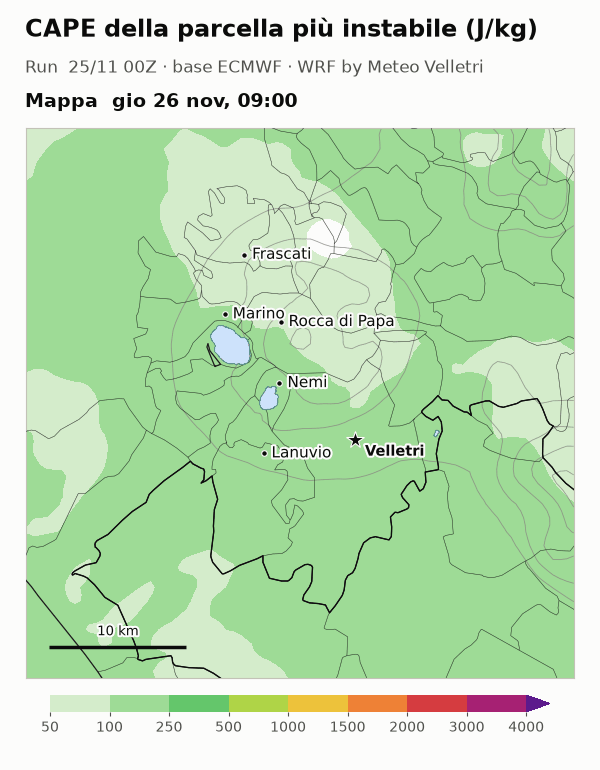 CAPE della parcella più instabile (J/kg)
Run  25/11 00Z · base ECMWF · WRF by Meteo Velletri
Mappa  gio 26 nov, 09:00
Frascati
Marino
Rocca di Papa
Nemi
Velletri
Lanuvio
10 km
50 100 250 500 1000 1500 2000 3000 4000